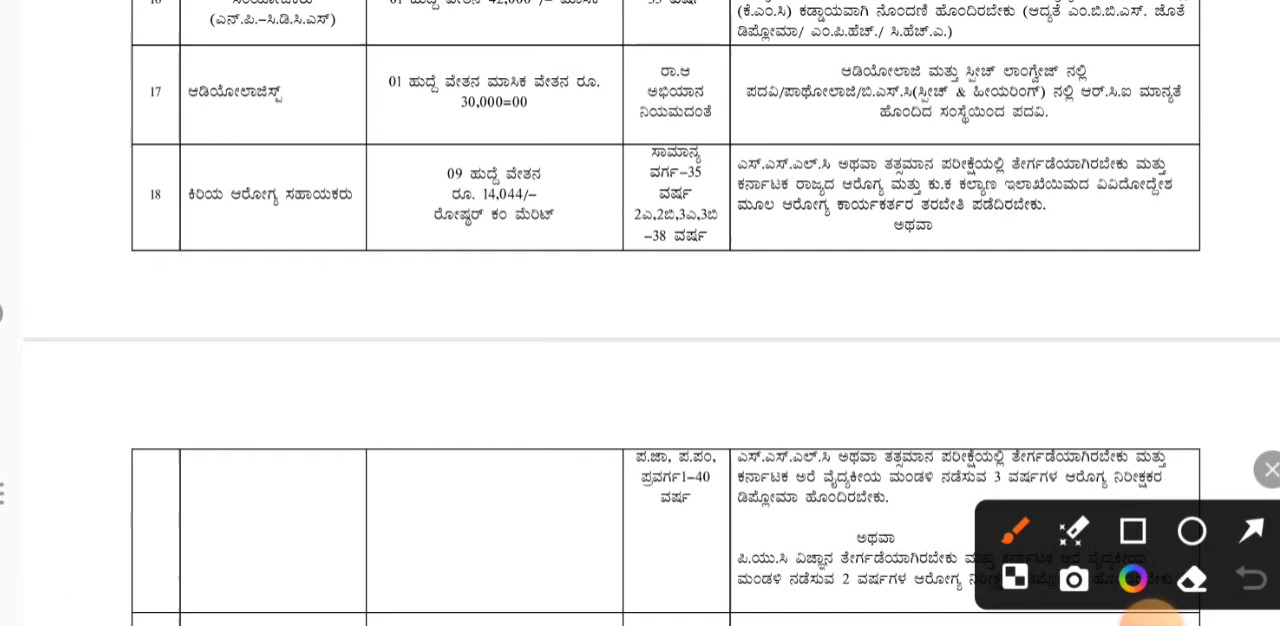 (ಎನ್.ಪಿ.–ಸಿ.ಡಿ.ಸಿ.ಎಸ್)
(ಕೆ.ಎಂ.ಸಿ) ಕಡ್ಡಾಯವಾಗಿ ನೊಂದಣಿ ಹೊಂದಿರಬೇಕು (ಆದ್ಯತೆ ಎಂ.ಬಿ.ಬಿ.ಎಸ್. ಜೊತೆ
ಡಿಪ್ಲೋಮಾ/ ಎಂ.ಪಿ.ಹೆಚ್./ ಸಿ.ಹೆಚ್.ಎ.)
17
ಆಡಿಯೋಲಾಜಿಸ್ಟ್
01 ಹುದ್ದೆ ವೇತನ ಮಾಸಿಕ ವೇತನ ರೂ.
30,000=00
ರಾ.ಆ
ಅಭಿಯಾನ
ನಿಯಮದಂತೆ
ಆಡಿಯೋಲಾಜಿ ಮತ್ತು ಸ್ಪೀಚ್ ಲಾಂಗ್ವೇಜ್ ನಲ್ಲಿ
ಪದವಿ/ಪಾಥೋಲಾಜಿ/ಬಿ.ಎಸ್.ಸಿ(ಸ್ಪೀಚ್ & ಹೀಯರಿಂಗ್) ನಲ್ಲಿ ಆರ್.ಸಿ.ಐ ಮಾನ್ಯತೆ
ಹೊಂದಿದ ಸಂಸ್ಥೆಯಿಂದ ಪದವಿ.
18
ಕಿರಿಯ ಆರೋಗ್ಯ ಸಹಾಯಕರು
09 ಹುದ್ದೆ ವೇತನ
ರೂ. 14,044/–
ರೋಷ್ಟರ್ ಕಂ ಮೆರಿಟ್
ಸಾಮಾನ್ಯ
ವರ್ಗ–35
ವರ್ಷ
2ಎ,2ಬಿ,3ಎ,3ಬಿ
–38 ವರ್ಷ
ಎಸ್.ಎಸ್.ಎಲ್.ಸಿ ಅಥವಾ ತತ್ಸಮಾನ ಪರೀಕ್ಷೆಯಲ್ಲಿ ತೇರ್ಗಡೆಯಾಗಿರಬೇಕು ಮತ್ತು
ಕರ್ನಾಟಕ ರಾಜ್ಯದ ಆರೋಗ್ಯ ಮತ್ತು ಕು.ಕ ಕಲ್ಯಾಣ ಇಲಾಖೆಯಿಮದ ವಿವಿದೋದ್ದೇಶ
ಮೂಲ ಆರೋಗ್ಯ ಕಾರ್ಯಕರ್ತರ ತರಬೇತಿ ಪಡೆದಿರಬೇಕು.
ಅಥವಾ
ಪ.ಜಾ, ಪ.ಪಂ,
ಪ್ರವರ್ಗ1–40
ವರ್ಷ
ಎಸ್.ಎಸ್.ಎಲ್.ಸಿ ಅಥವಾ ತತ್ಸಮಾನ ಪರೀಕ್ಷೆಯಲ್ಲಿ ತೇರ್ಗಡೆಯಾಗಿರಬೇಕು ಮತ್ತು
ಕರ್ನಾಟಕ ಅರೆ ವೈದ್ಯಕೀಯ ಮಂಡಳಿ ನಡೆಸುವ 3 ವರ್ಷಗಳ ಆರೊಗ್ಯ ನಿರೀಕ್ಷಕರ
ಡಿಪ್ಲೋಮಾ ಹೊಂದಿರಬೇಕು.
ಅಥವಾ
ಪಿ.ಯು.ಸಿ ವಿಜ್ಞಾನ ತೇರ್ಗಡೆಯಾಗಿರಬೇಕು ಮತ್ತು ಕರ್ನಾಟಕ ಅರೆ ವೈದ್ಯಕೀಯ
ಮಂಡಳಿ ನಡೆಸುವ 2 ವರ್ಷಗಳ ಆರೋಗ್ಯ